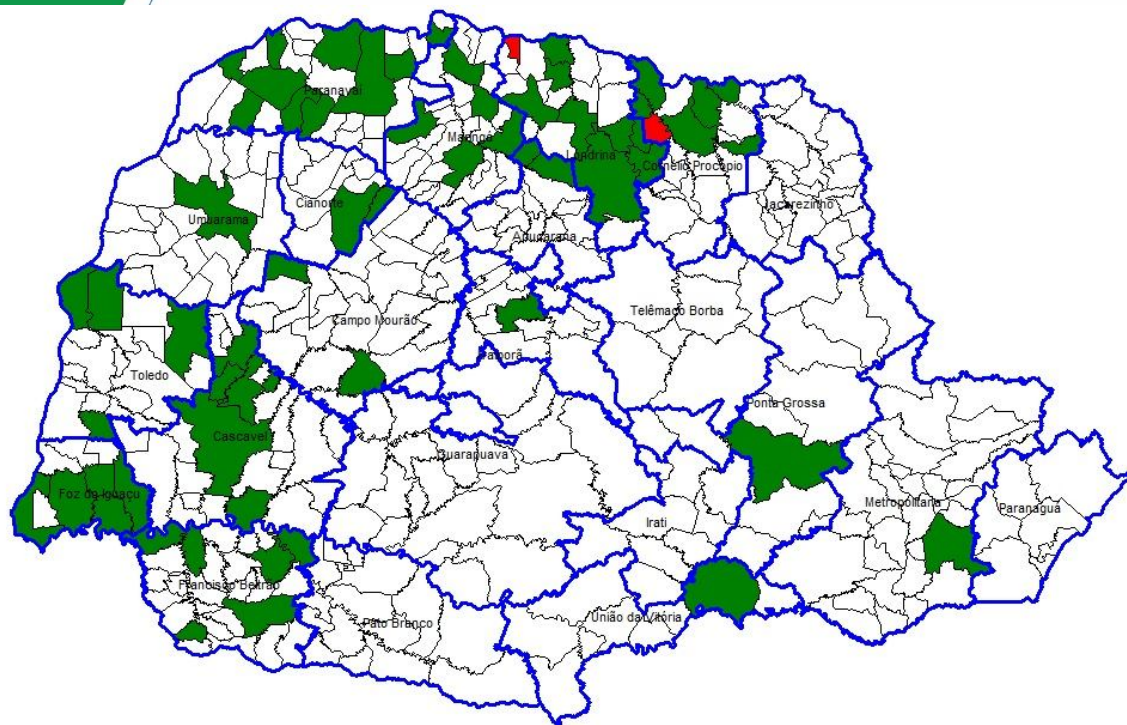 Paranavaí
Maringá
Londrina
Cornélio Procópio
Jacarezinho
Umuarama
Cianorte
Apucarana
Campo Mourão
Telêmaco Borba
Ivaiporã
Toledo
Ponta Grossa
Cascavel
Guarapuava
Foz do Iguaçu
Metropolitana
Paranaguá
Irati
Francisco Beltrão
Pato Branco
União da Vitória